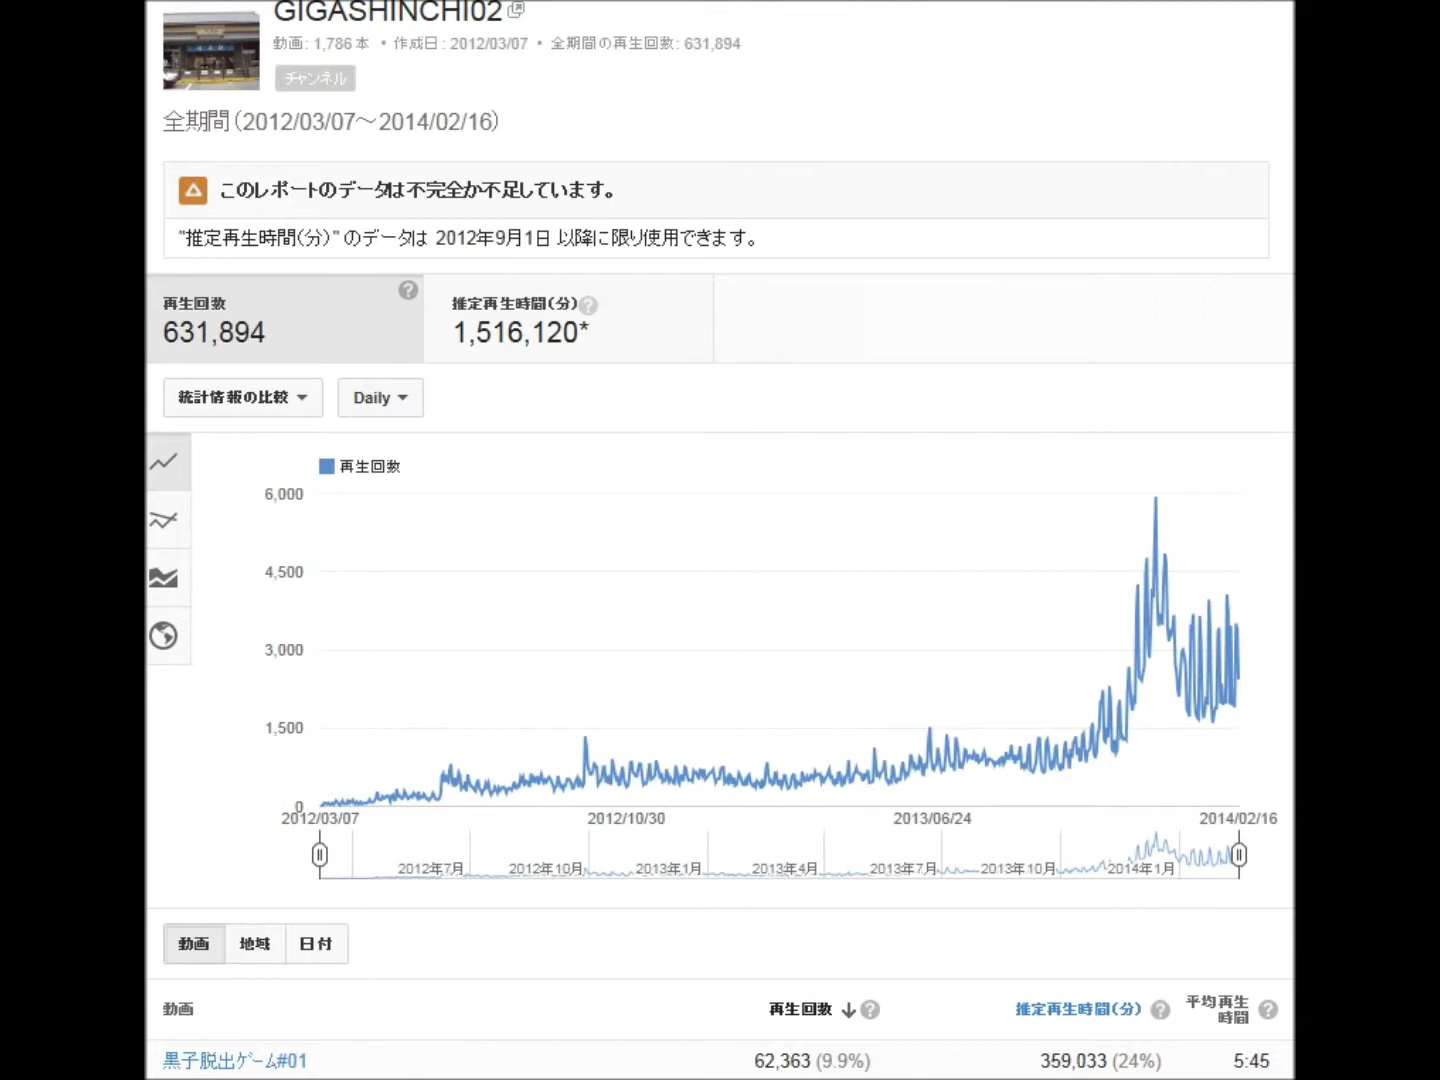 GIGASHINCHI02
動画: 1,786 本 • 作成日 : 2012/03/07 • 全期間の再生回数: 631,894
チャンネル
全期間（2012/03/07～2014/02/16）
このレポートのデータは不完全か不足しています。
"推定再生時間(分)" のデータは 2012年9月1日 以降に限り使用できます。
再生回数
631,894
推定再生時間(分)
1,516,120*
統計情報の比較
Daily
再生回数
6,000
4,500
3,000
1,500
0
2012/03/07 2012/10/30 2013/06/24 2014/02/16
2012年7月 2012年10月 2013年1月 2013年4月 2013年7月 2013年10月 2014年1月
動画 地域 日付
動画 再生回数 推定再生時間(分) 平均再生
時間
黒子脱出ゲーム#01 62,363 (9.9%) 359,033 (24%) 5:45